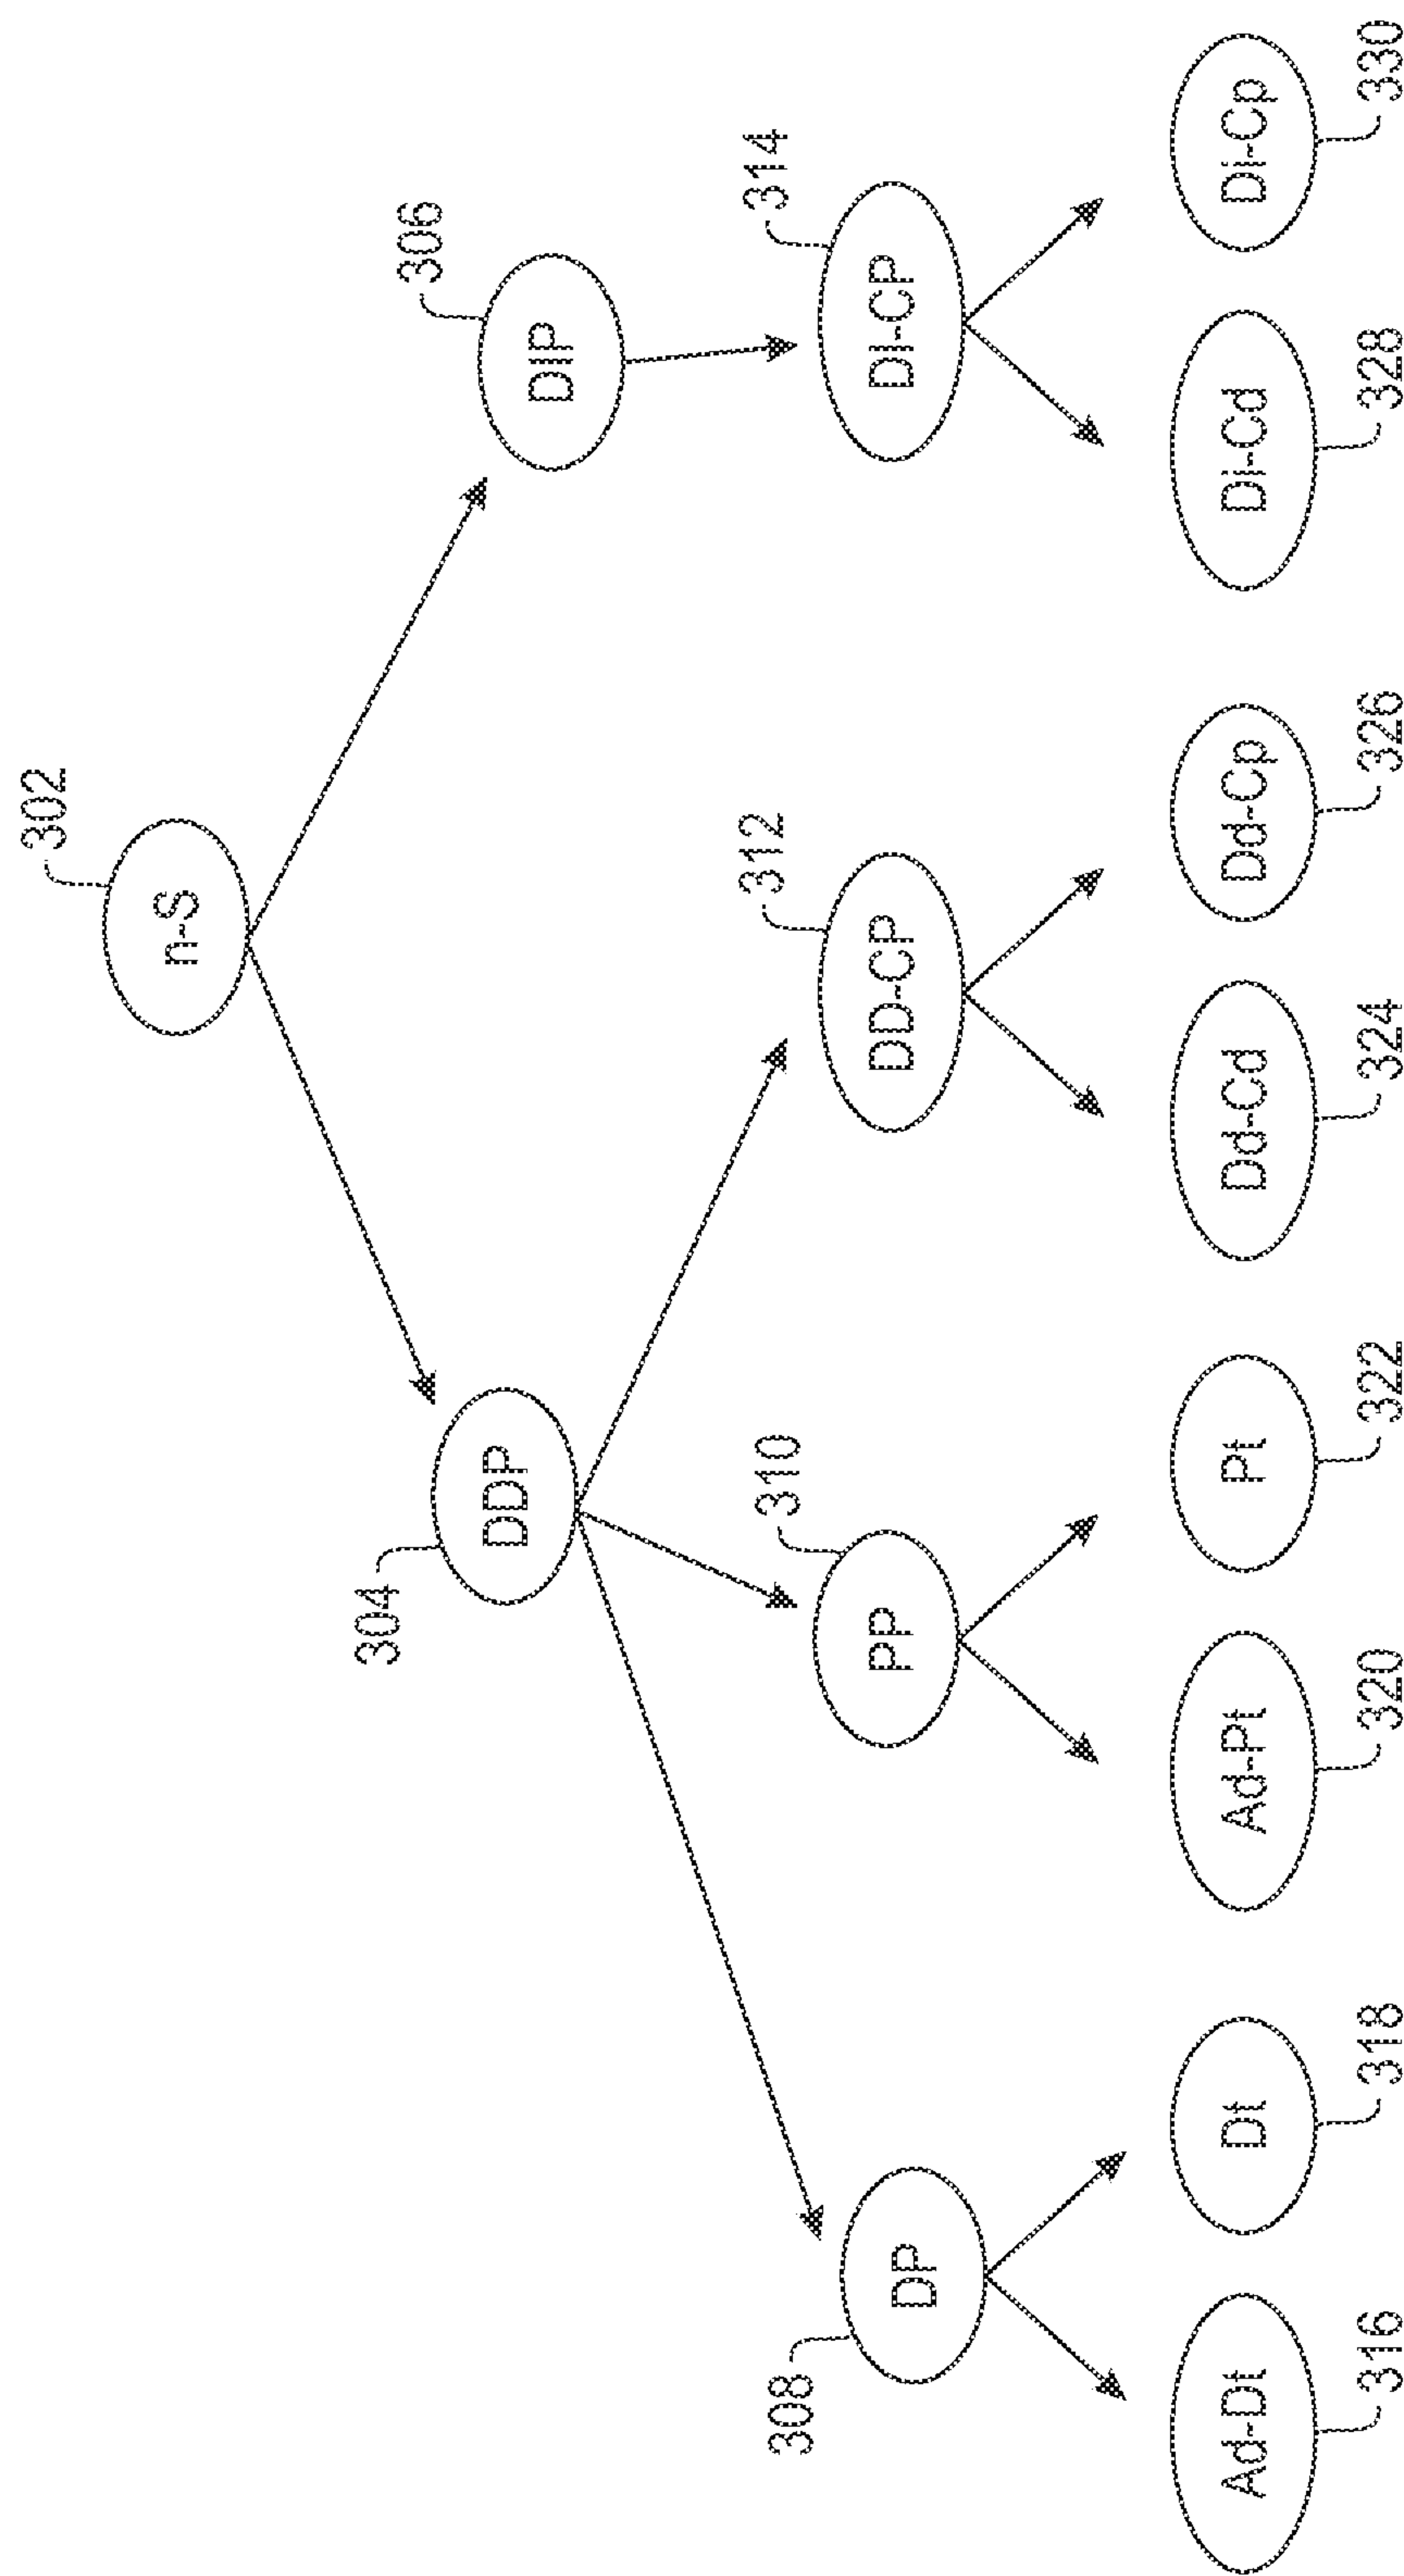 302
n-S
304
DDP
306
DIP
308
DP
310
PP
312
DD-CP
314
DI-CP
Ad-Dt
Dt
Ad-Pt
Pt
Dd-Cd
Dd-Cp
Di-Cd
Di-Cp
316
318
320
322
324
326
328
330